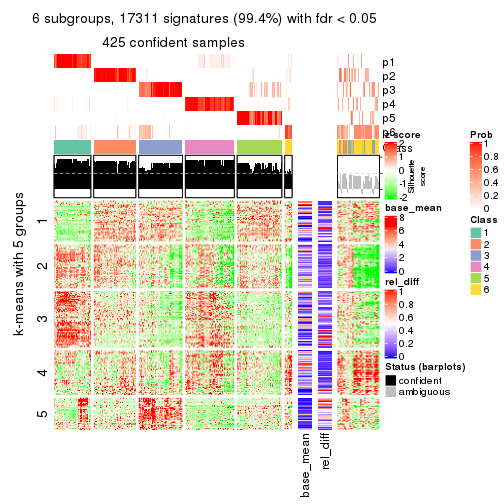 6 subgroups, 17311 signatures (99.4%) with fdr < 0.05
425 confident samples
p1
p2
p3
p4
p5
p6
Class
Silhouette
score
k-means with 5 groups
1
2
3
4
5
base_mean
rel_diff
z-score
2
1
0
-1
-2
base_mean
8
6
4
2
0
rel_diff
1
0.8
0.6
0.4
0.2
0
Status (barplots)
confident
ambiguous
Prob
1
0.8
0.6
0.4
0.2
0
Class
1
2
3
4
5
6